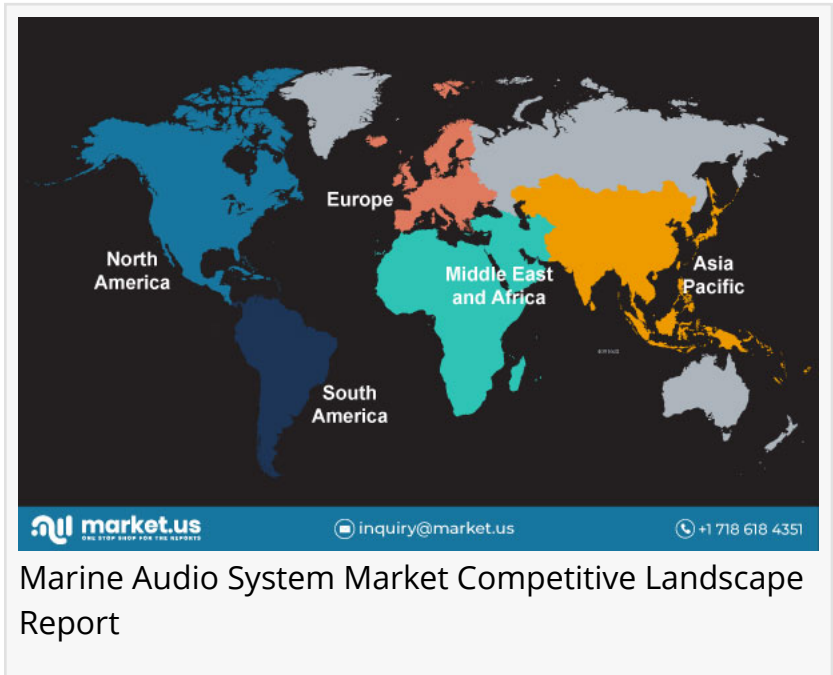 Europe
North
America
Middle East
and Africa
Asia
Pacific
South
America
market.us
ONE STOP SHOP FOR THE REPORTS
inquiry@market.us
+1 718 618 4351
Marine Audio System Market Competitive Landscape
Report